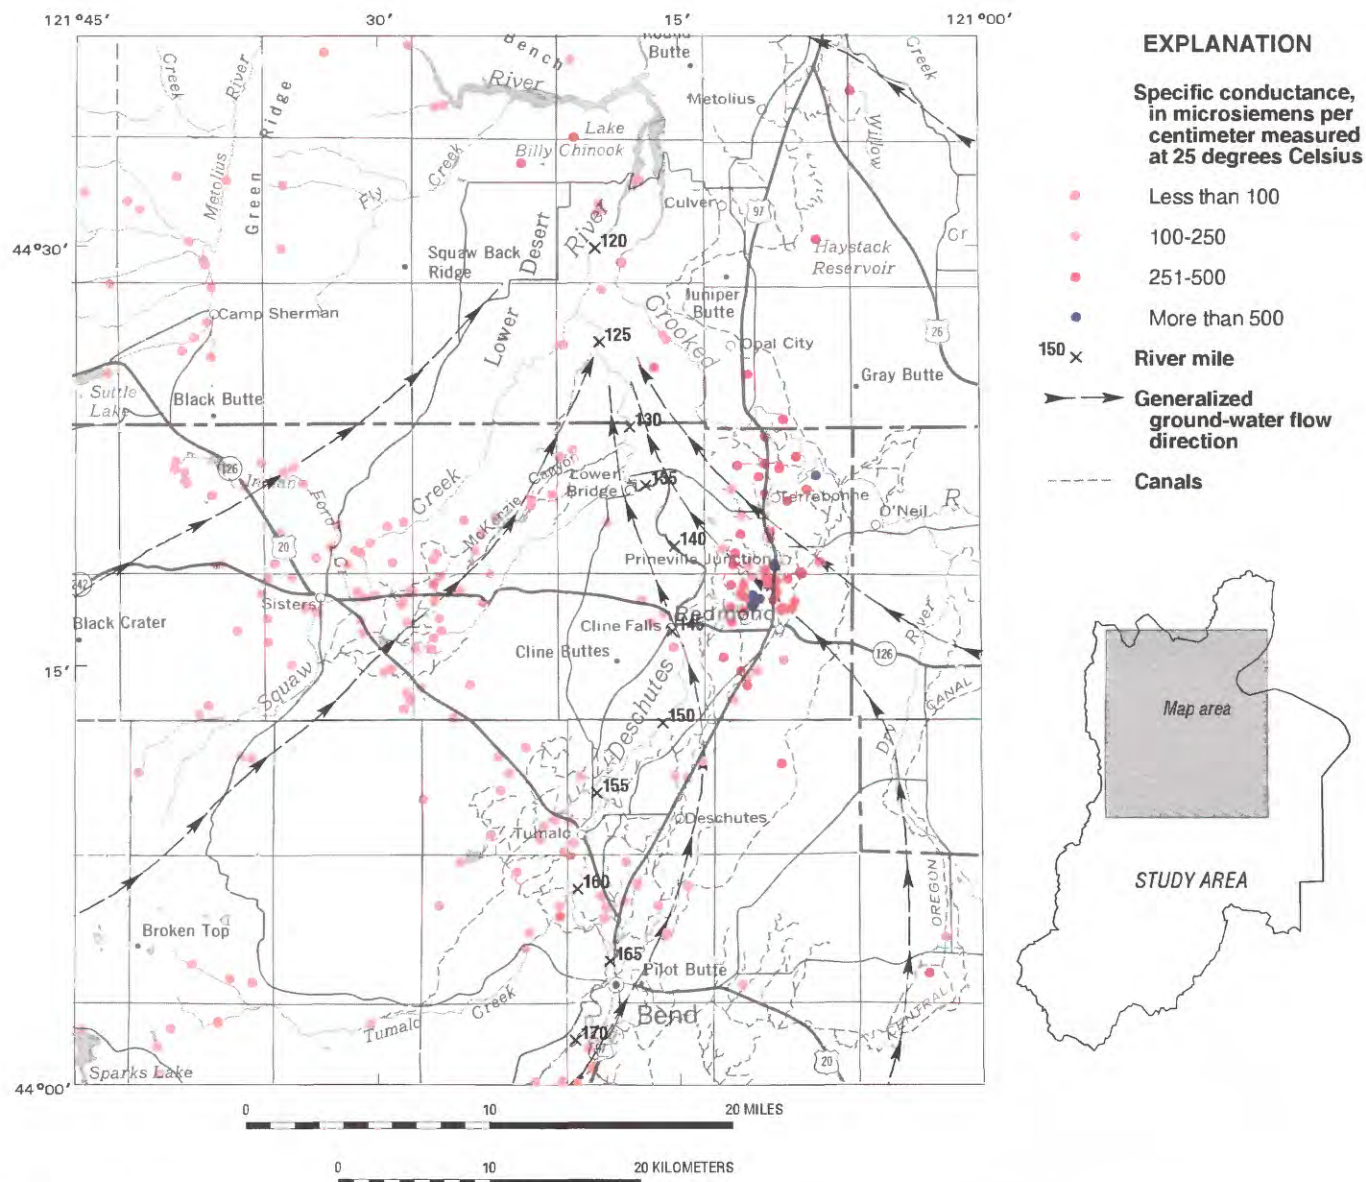 121°45'
30'
15'
121°00'
EXPLANATION
Specific conductance,
in microsiemens per
centimeter measured
at 25 degrees Celsius
Less than 100
100-250
251-500
More than 500
150 River mile
Generalized
ground-water flow
direction
Canals
44°30'
15'
44°00'
Creek
River
Metolius
Green Ridge
Bench
River
Round
Butte
Metolius
Creek
Willow
Lake
Billy Chinook
Fly Creek
Culver
97
Squaw Back
Ridge
Lower Desert
River
120
Haystack
Reservoir
Cr
Juniper
Butte
Crooked
26
Camp Sherman
125
Opal City
Gray Butte
Suttle
Lake
Black Butte
130
126
Indian Ford Cr
Creek
McKenzie Canyon
Lower
Bridge
135
Terrebonne
O'Neil
R
20
140
Prineville Junction
242
Sisters
Redmond
Black Crater
Cline Falls
145
Cline Buttes
126
River
Squaw
Deschutes
150
Dry
CANAL
155
Tumalo
Deschutes
160
OREGON
Broken Top
165
Pilot Butte
Tumalo Creek
Bend
CENTRAL
170
97
20
Sparks Lake
Map area
STUDY AREA
0 10 20 MILES
0 10 20 KILOMETERS